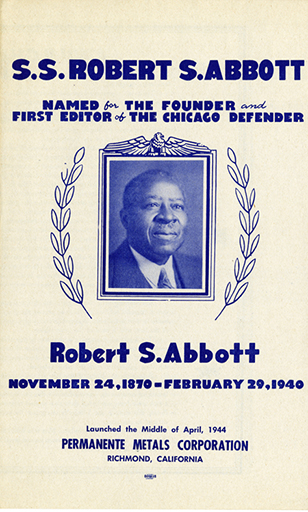 S.S. ROBERT S. ABBOTT
NAMED for THE FOUNDER and
FIRST EDITOR of THE CHICAGO DEFENDER
Robert S. Abbott
NOVEMBER 24, 1870 - FEBRUARY 29, 1940
Launched the Middle of April, 1944
PERMANENTE METALS CORPORATION
RICHMOND, CALIFORNIA